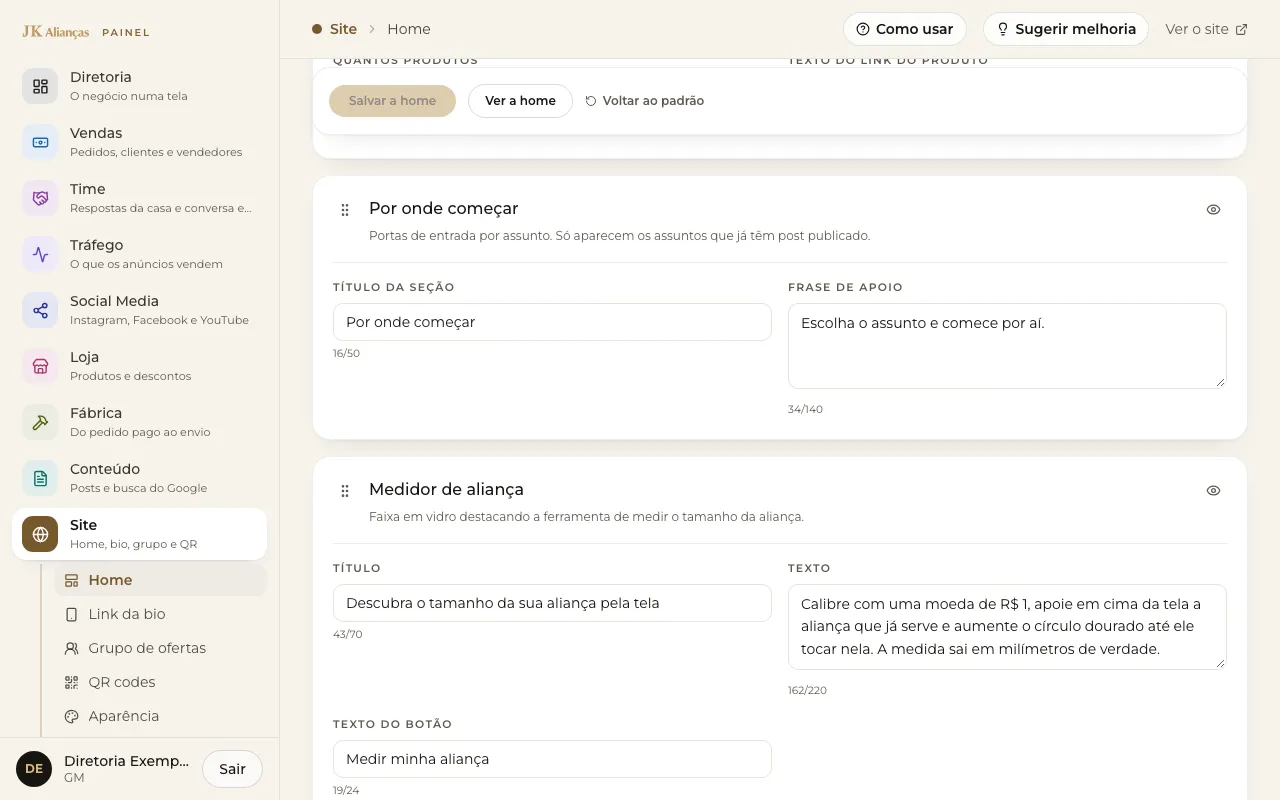 JK Alianças PAINEL
Diretoria
O negócio numa tela
Vendas
Pedidos, clientes e vendedores
Time
Respostas da casa e conversa e...
Tráfego
O que os anúncios vendem
Social Media
Instagram, Facebook e YouTube
Loja
Produtos e descontos
Fábrica
Do pedido pago ao envio
Conteúdo
Posts e busca do Google
Site
Home, bio, grupo e QR
Home
Link da bio
Grupo de ofertas
QR codes
Aparência
DE
Diretoria Exemp...
GM
Sair
Site > Home
Como usar
Sugerir melhoria
Ver o site
QUANTOS PRODUTOS
TEXTO DO LINK DO PRODUTO
Salvar a home
Ver a home
Voltar ao padrão
Por onde começar
Portas de entrada por assunto. Só aparecem os assuntos que já têm post publicado.
TÍTULO DA SEÇÃO
Por onde começar
16/50
FRASE DE APOIO
Escolha o assunto e comece por aí.
34/140
Medidor de aliança
Faixa em vidro destacando a ferramenta de medir o tamanho da aliança.
TÍTULO
Descubra o tamanho da sua aliança pela tela
43/70
TEXTO
Calibre com uma moeda de R$ 1, apoie em cima da tela a
aliança que já serve e aumente o círculo dourado até ele
tocar nela. A medida sai em milímetros de verdade.
162/220
TEXTO DO BOTÃO
Medir minha aliança
19/24